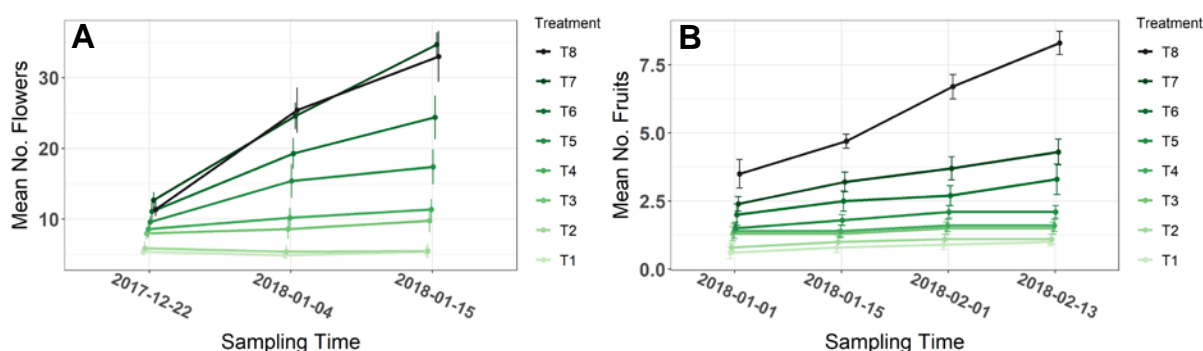 A
Mean No. Flowers
30
20
10
2017-12-22
2018-01-04
2018-01-15
Sampling Time
Treatment
T8
T7
T6
T5
T4
T3
T2
T1
B
Mean No. Fruits
7.5
5.0
2.5
0.0
2018-01-01
2018-01-15
2018-02-01
2018-02-13
Sampling Time
Treatment
T8
T7
T6
T5
T4
T3
T2
T1